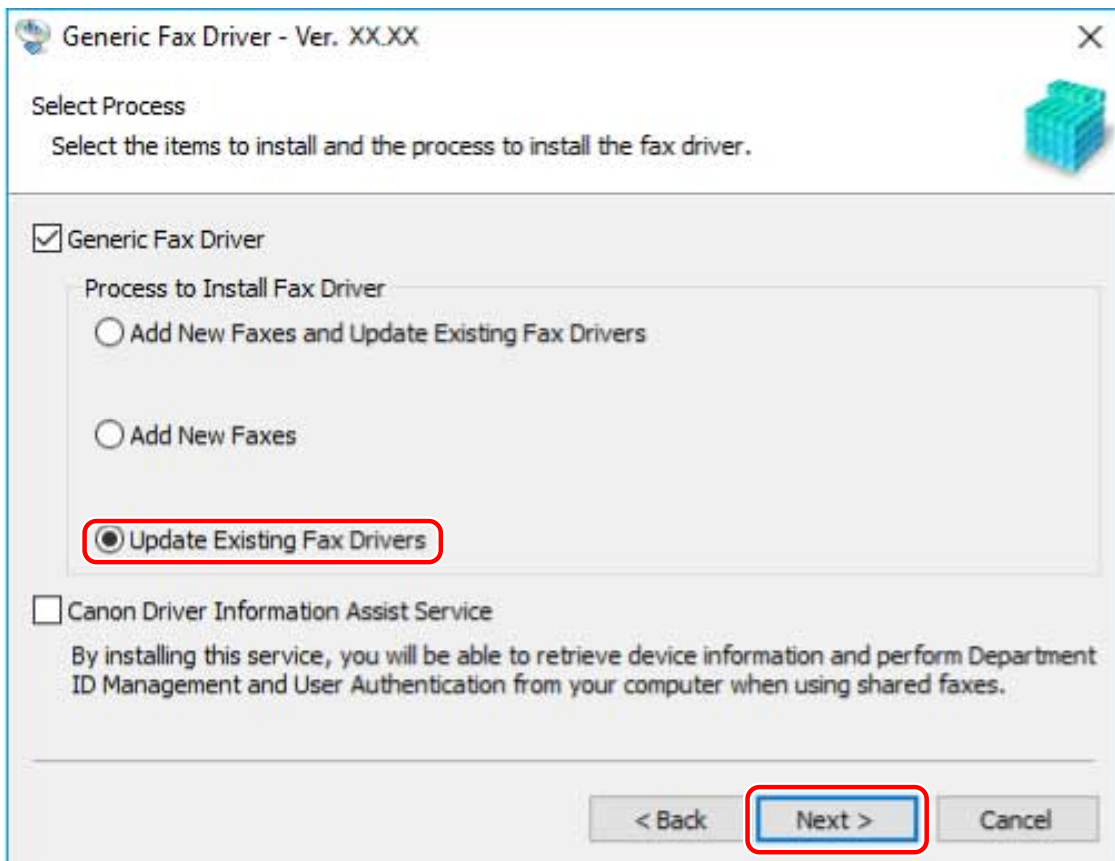 Generic Fax Driver - Ver. XX.XX
Select Process
Select the items to install and the process to install the fax driver.
Generic Fax Driver
Process to Install Fax Driver
Add New Faxes and Update Existing Fax Drivers
Add New Faxes
Update Existing Fax Drivers
Canon Driver Information Assist Service
By installing this service, you will be able to retrieve device information and perform Department
ID Management and User Authentication from your computer when using shared faxes.
< Back Next > Cancel